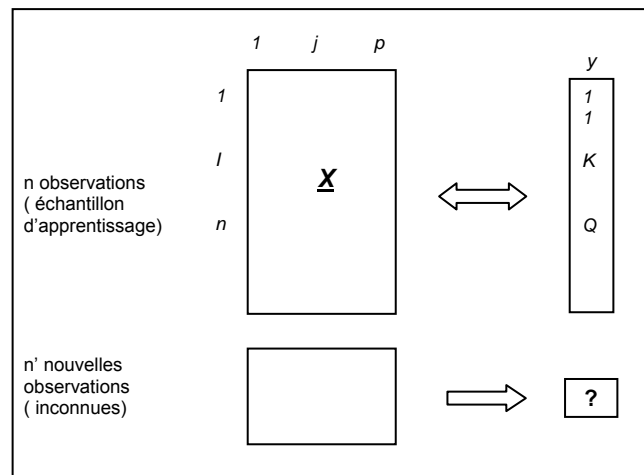 1 j p
y
1
1
1
I
X
K
n observations
( échantillon
d'apprentissage)
n
Q
n' nouvelles
observations
( inconnues)
?